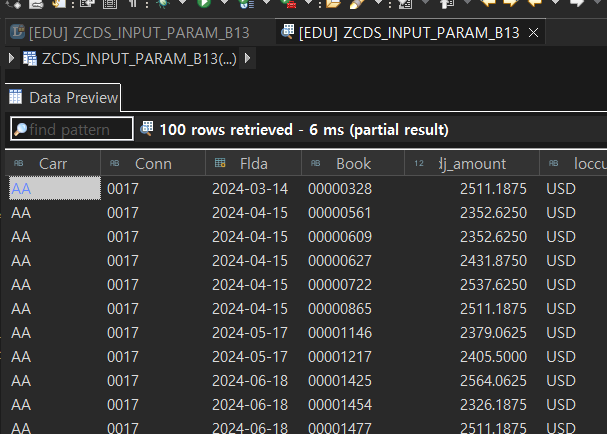 [EDU] ZCDS_INPUT_PARAM_B13 [EDU] ZCDS_INPUT_PARAM_B13
ZCDS_INPUT_PARAM_B13(...)
Data Preview
find pattern 100 rows retrieved - 6 ms (partial result)
RB Carr RB Conn Flda RB Book 12 dj_amount RB loccu
AA 0017 2024-03-14 00000328 2511.1875 USD
AA 0017 2024-04-15 00000561 2352.6250 USD
AA 0017 2024-04-15 00000609 2352.6250 USD
AA 0017 2024-04-15 00000627 2431.8750 USD
AA 0017 2024-04-15 00000722 2537.6250 USD
AA 0017 2024-04-15 00000865 2511.1875 USD
AA 0017 2024-05-17 00001146 2379.0625 USD
AA 0017 2024-05-17 00001217 2405.5000 USD
AA 0017 2024-06-18 00001425 2564.0625 USD
AA 0017 2024-06-18 00001454 2326.1875 USD
AA 0017 2024-06-18 00001477 2511.1875 USD